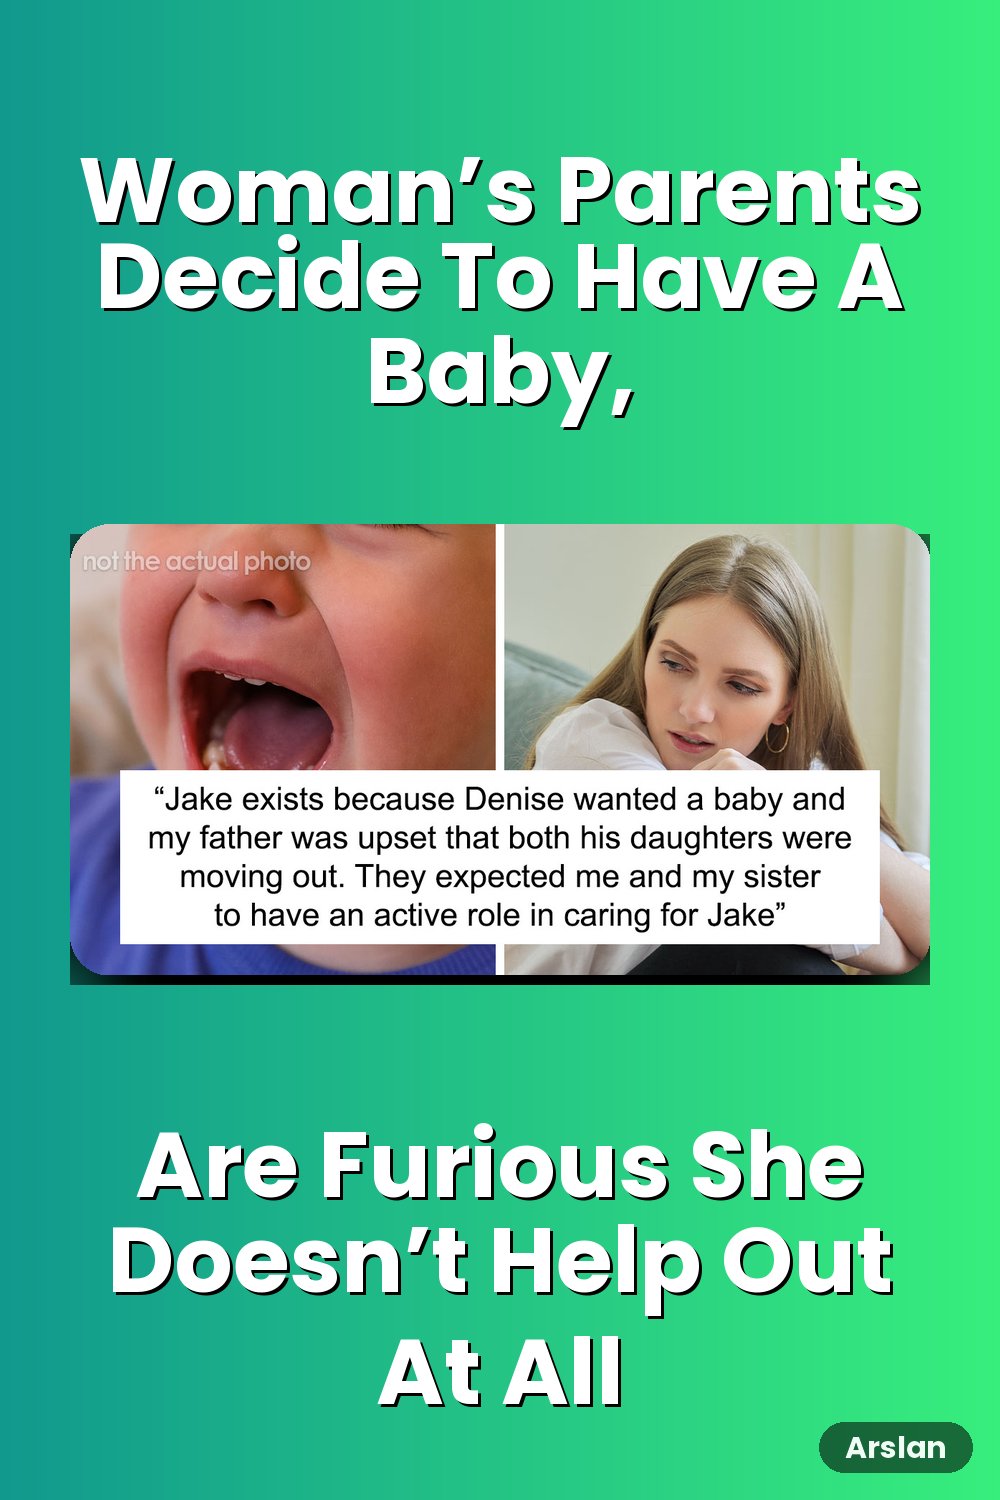 Woman’s Parents
Decide To Have A
Baby,
not the actual photo
“Jake exists because Denise wanted a baby and
my father was upset that both his daughters were
moving out. They expected me and my sister
to have an active role in caring for Jake”
Are Furious She
Doesn’t Help Out
At All
Arslan